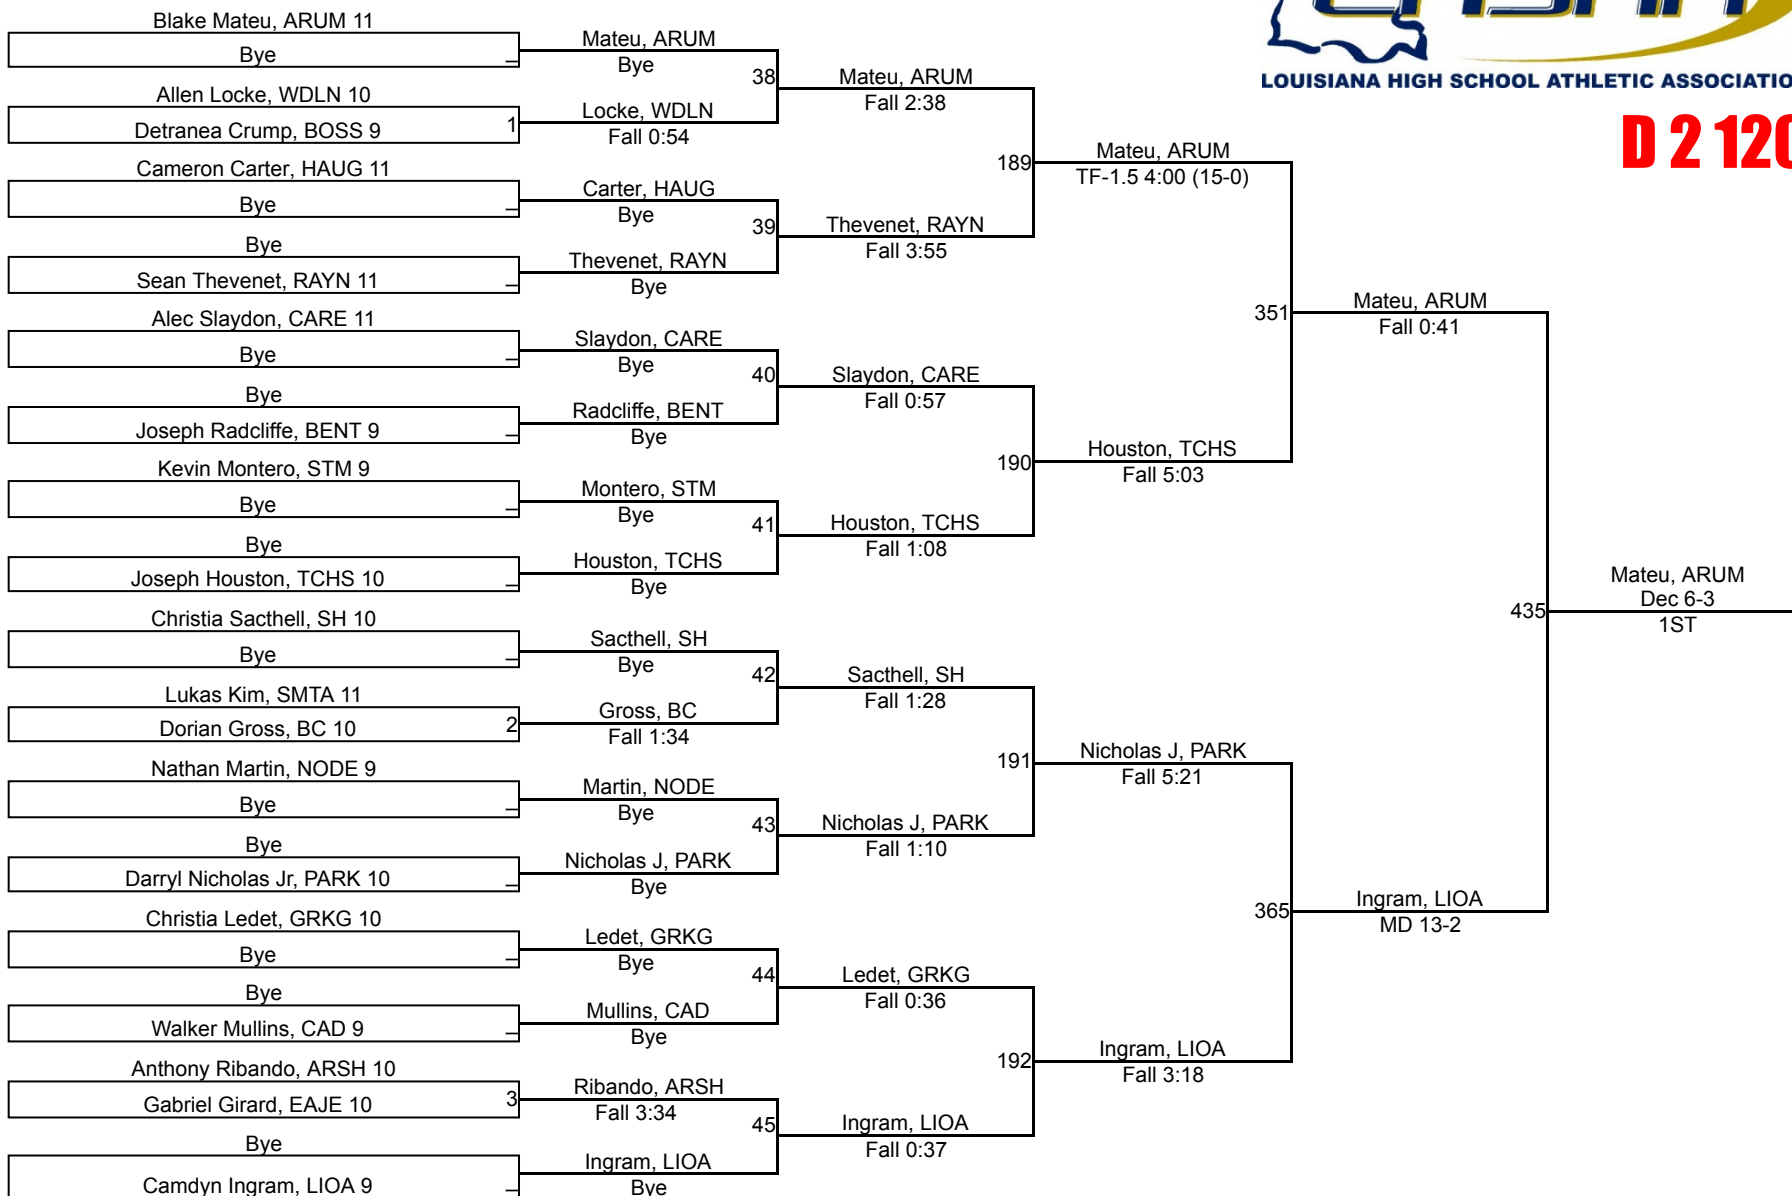 LHSAA
LOUISIANA HIGH SCHOOL ATHLETIC ASSOCIATIO
D 2 120
Blake Mateu, ARUM 11
Bye
Allen Locke, WDLN 10
Detranea Crump, BOSS 9
1
Cameron Carter, HAUG 11
Bye
Bye
Sean Thevenet, RAYN 11
Alec Slaydon, CARE 11
Bye
Bye
Joseph Radcliffe, BENT 9
Kevin Montero, STM 9
Bye
Bye
Joseph Houston, TCHS 10
Christia Sacthell, SH 10
Bye
Lukas Kim, SMTA 11
Dorian Gross, BC 10
2
Nathan Martin, NODE 9
Bye
Bye
Darryl Nicholas Jr, PARK 10
Christia Ledet, GRKG 10
Bye
Bye
Walker Mullins, CAD 9
Anthony Ribando, ARSH 10
Gabriel Girard, EAJE 10
3
Bye
Camdyn Ingram, LIOA 9
Mateu, ARUM
Bye
38
Locke, WDLN
Fall 0:54
Carter, HAUG
Bye
39
Thevenet, RAYN
Bye
Slaydon, CARE
Bye
40
Radcliffe, BENT
Bye
Montero, STM
Bye
41
Houston, TCHS
Bye
Sacthell, SH
Bye
42
Gross, BC
Fall 1:34
Martin, NODE
Bye
43
Nicholas J, PARK
Bye
Ledet, GRKG
Bye
44
Mullins, CAD
Bye
Ribando, ARSH
Fall 3:34
45
Ingram, LIOA
Bye
Mateu, ARUM
Fall 2:38
189
Thevenet, RAYN
Fall 3:55
Slaydon, CARE
Fall 0:57
190
Houston, TCHS
Fall 1:08
Sacthell, SH
Fall 1:28
191
Nicholas J, PARK
Fall 1:10
Ledet, GRKG
Fall 0:36
192
Ingram, LIOA
Fall 0:37
Mateu, ARUM
TF-1.5 4:00 (15-0)
351
Houston, TCHS
Fall 5:03
Nicholas J, PARK
Fall 5:21
365
Ingram, LIOA
Fall 3:18
Mateu, ARUM
Fall 0:41
435
Ingram, LIOA
MD 13-2
Mateu, ARUM
Dec 6-3
1ST